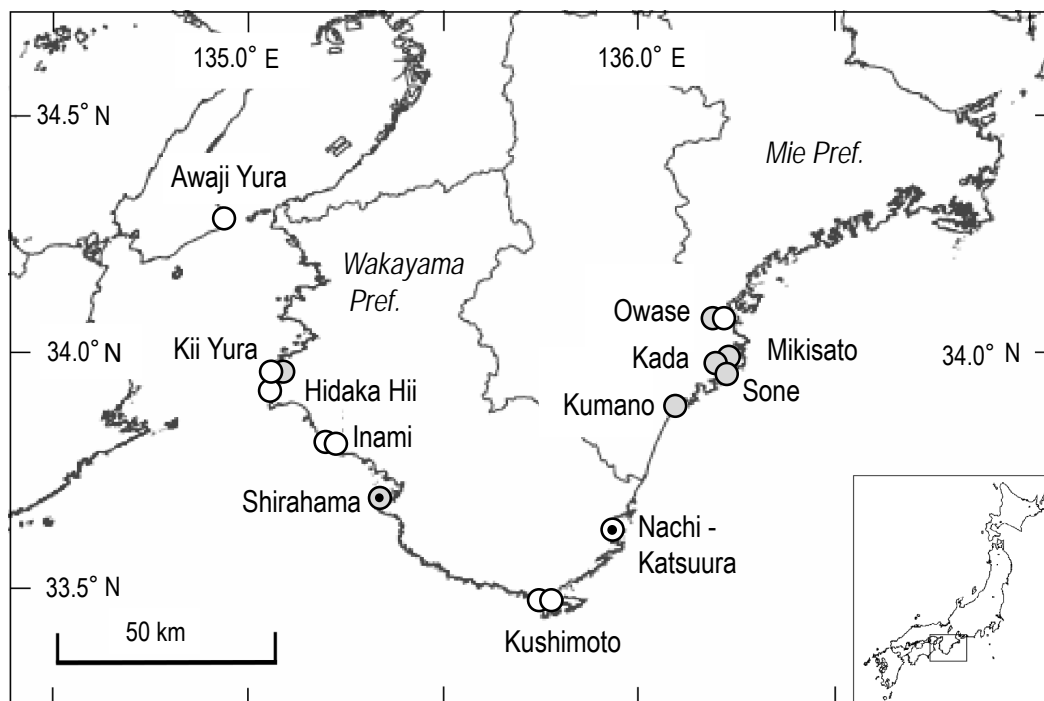 135.0° E
136.0° E
34.5° N
Mie Pref.
Awaji Yura
Wakayama
Pref.
Owase
Kii Yura
34.0° N
Kada
Mikisato
34.0° N
Hidaka Hii
Sone
Kumano
Inami
Shirahama
Nachi -
Katsuura
33.5° N
50 km
Kushimoto